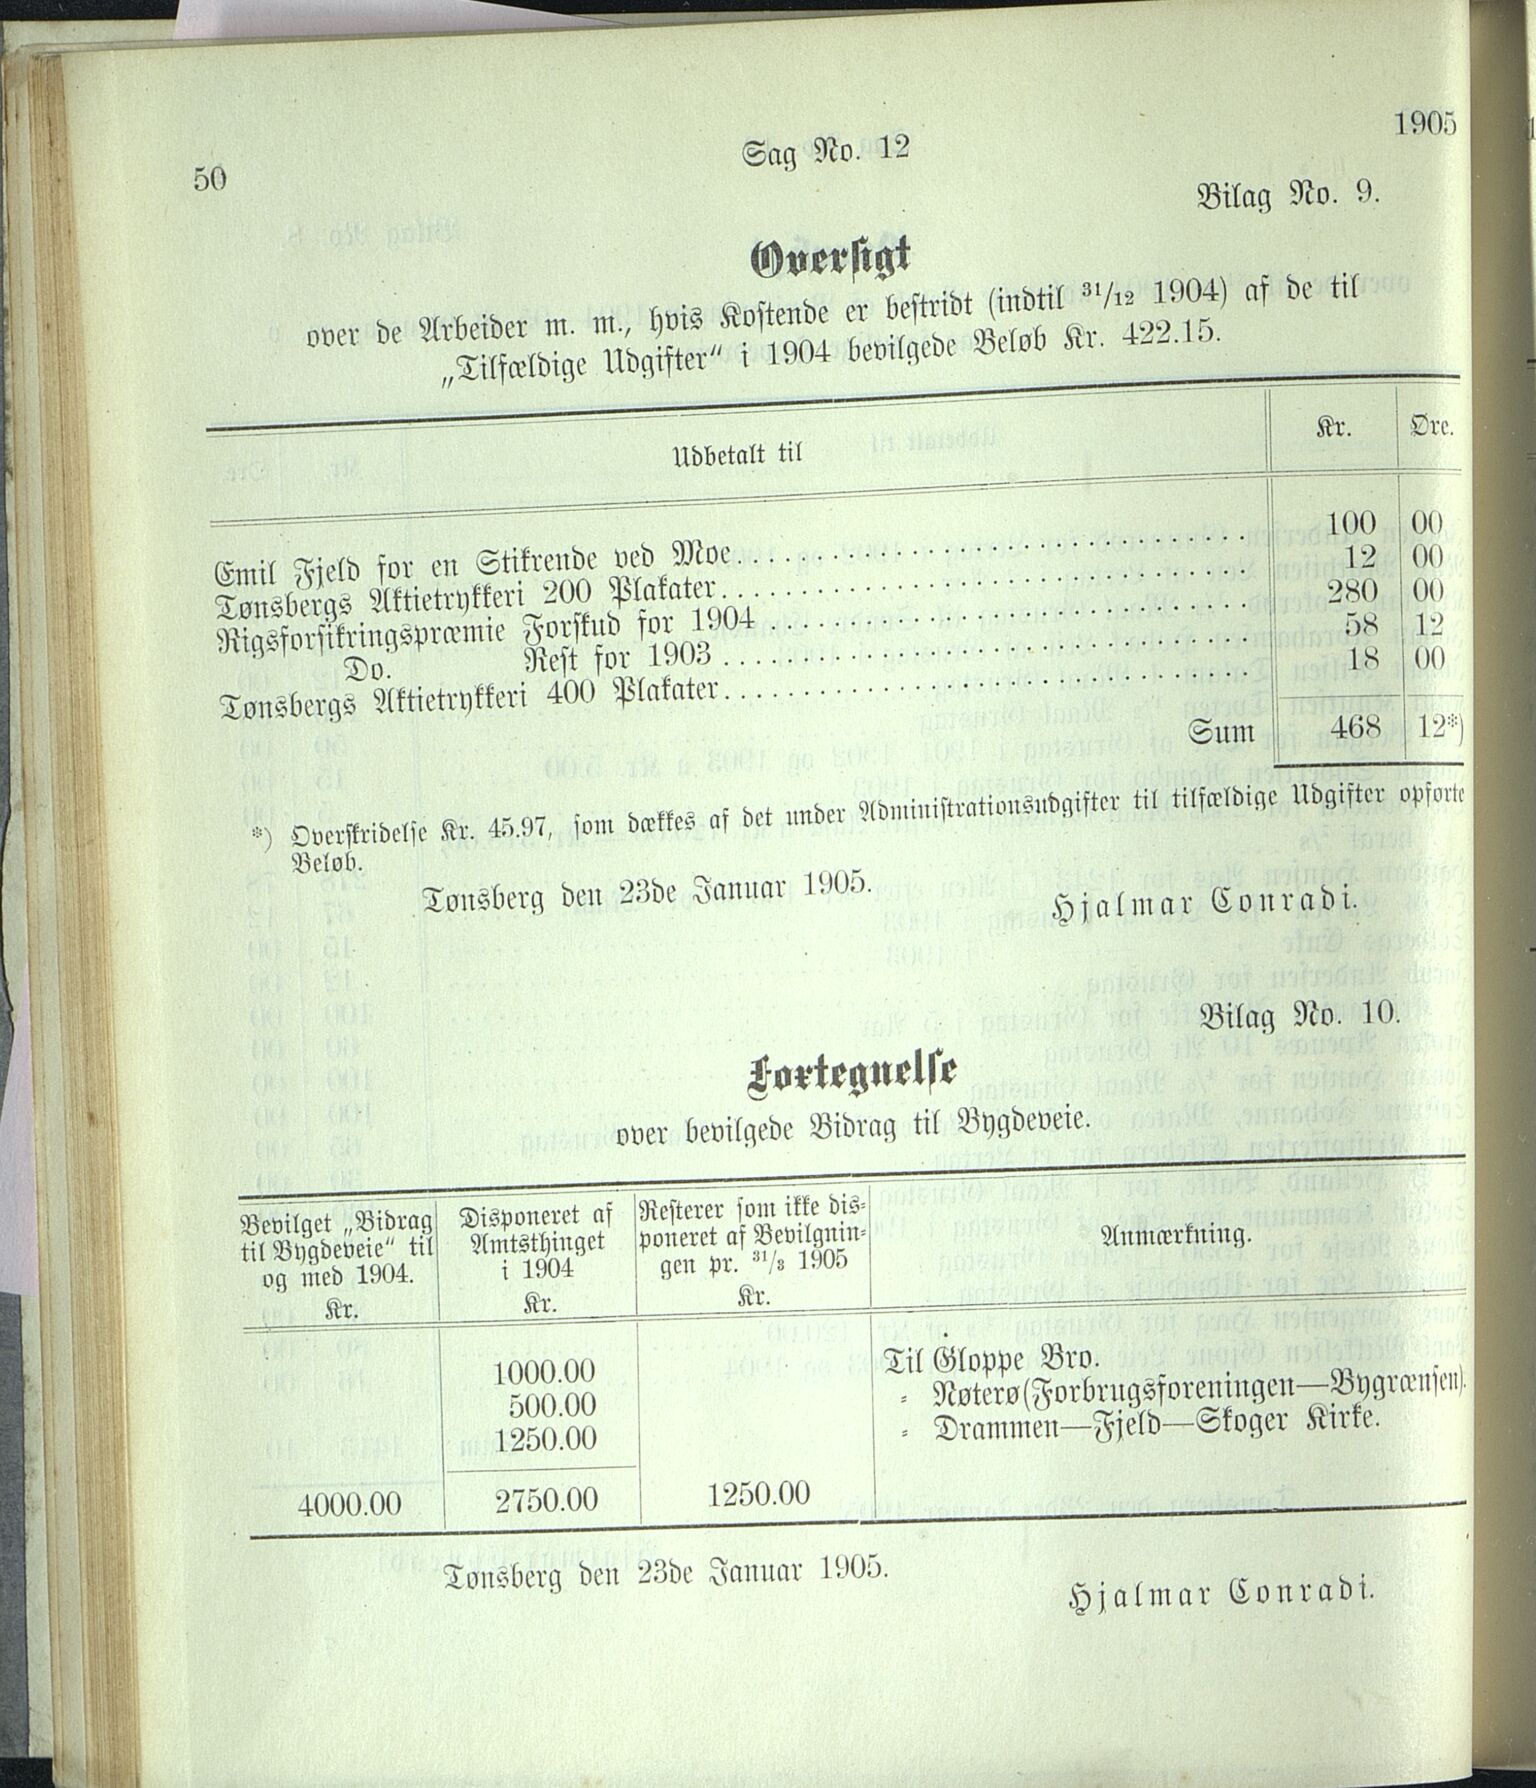 50
Sag No. 12
1905
Bilag No. 9.
Oversigt
over de Arbeider m. m., hvis Kostende er bestridt (indtil 31/12 1904) af de til
„Tilfældige Udgifter“ i 1904 bevilgede Beløb Kr. 422.15.
Udbetalt til Kr. Øre.
Emil Fjeld for en Stikrende ved Moe 100 00
Tønsbergs Aktietrykkeri 200 Plakater 12 00
Rigsforsikringspræmie Forskud for 1904 280 00
Do. Rest for 1903 58 12
Tønsbergs Aktietrykkeri 400 Plakater 18 00
Sum 468 12*)
*) Overskridelse Kr. 45.97, som dækkes af det under Administrationsudgifter til tilfældige Udgifter opførte
Beløb.
Tønsberg den 23de Januar 1905.
Hjalmar Conradi.
Bilag No. 10.
Fortegnelse
over bevilgede Bidrag til Bygdeveie.
Bevilget „Bidrag
til Bygdeveie“ til
og med 1904.
Kr.
Disponeret af
Amtsthinget
i 1904
Kr.
Resterer som ikke dis-
poneret af Bevilgnin-
gen pr. 31/3 1905
Kr.
Anmærkning.
1000.00 Til Gloppe Bro.
500.00 " Nøterø (Forbrugsforeningen—Bygrænsen).
1250.00 " Drammen—Fjeld—Skoger Kirke.
4000.00 2750.00 1250.00
Tønsberg den 23de Januar 1905.
Hjalmar Conradi.